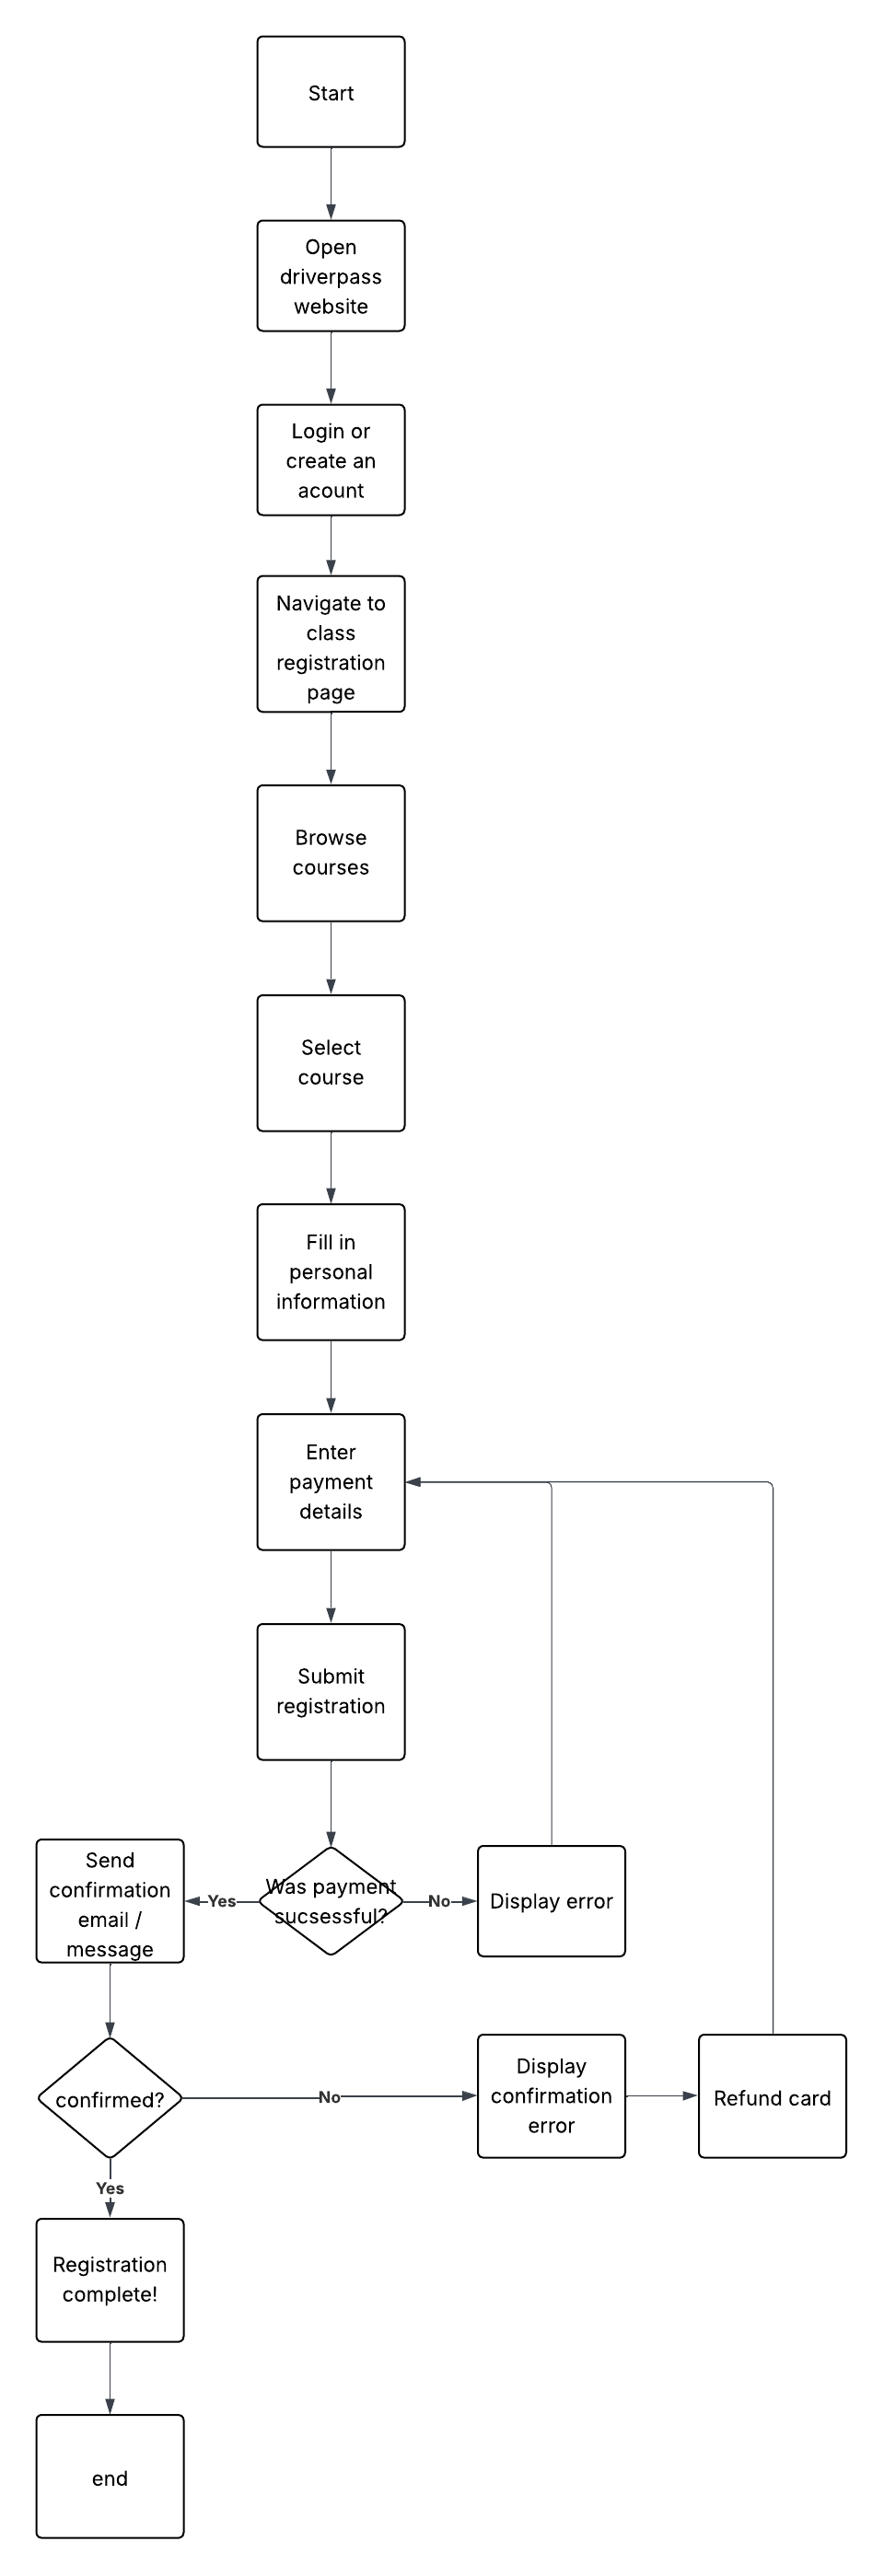 Start
Open
driverpass
website
Login or
create an
acount
Navigate to
class
registration
page
Browse
courses
Select
course
Fill in
personal
information
Enter
payment
details
Submit
registration
Was payment
sucsessful?
Yes
No
Send
confirmation
email /
message
Display error
confirmed?
No
Display
confirmation
error
Refund card
Yes
Registration
complete!
end